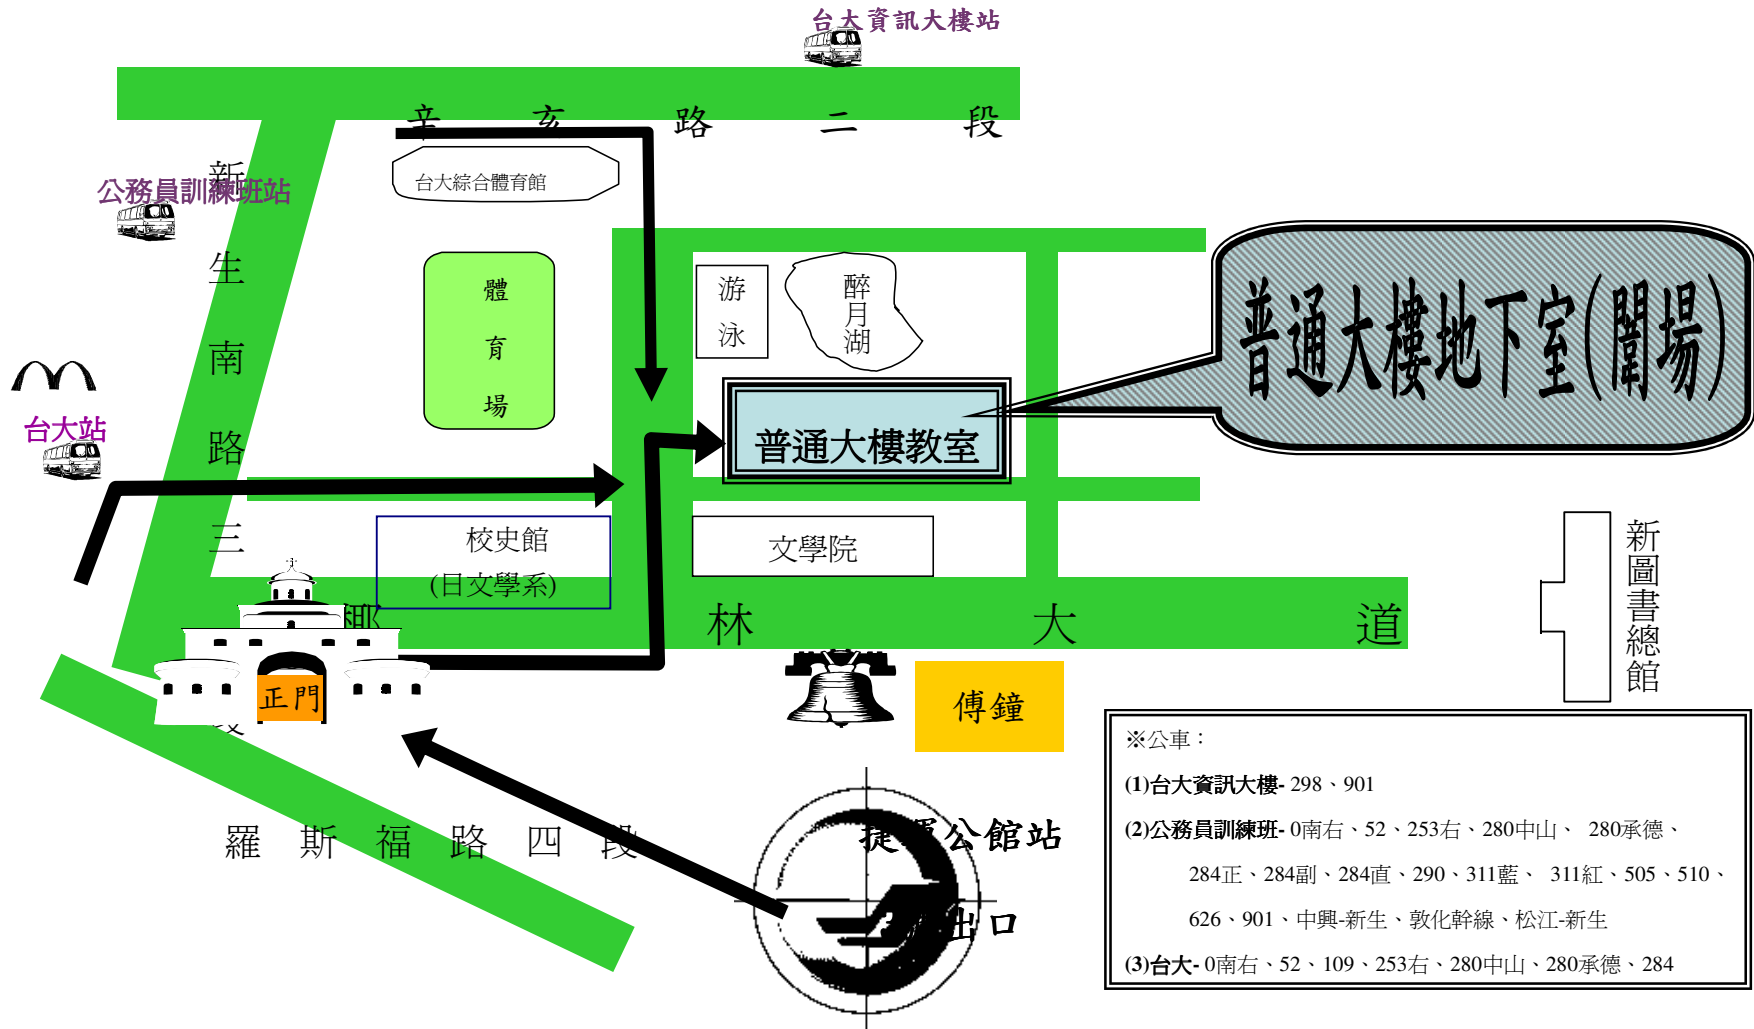 台大資訊大樓站
辛亥路二段
公務員訓練班站
新生南路三段
台大綜合體育館
體育場
游泳
醉月湖
普通大樓地下室(闈場)
台大站
普通大樓教室
校史館
(日文學系)
文學院
椰林大道
新圖書總館
正門
傅鐘
羅斯福路四段
捷運公館站
出口
※公車：
(1)台大資訊大樓- 298、901
(2)公務員訓練班- 0南右、52、253右、280中山、 280承德、
284正、284副、284直、290、311藍、 311紅、505、510、
626、901、中興-新生、敦化幹線、松江-新生
(3)台大- 0南右、52、109、253右、280中山、280承德、284